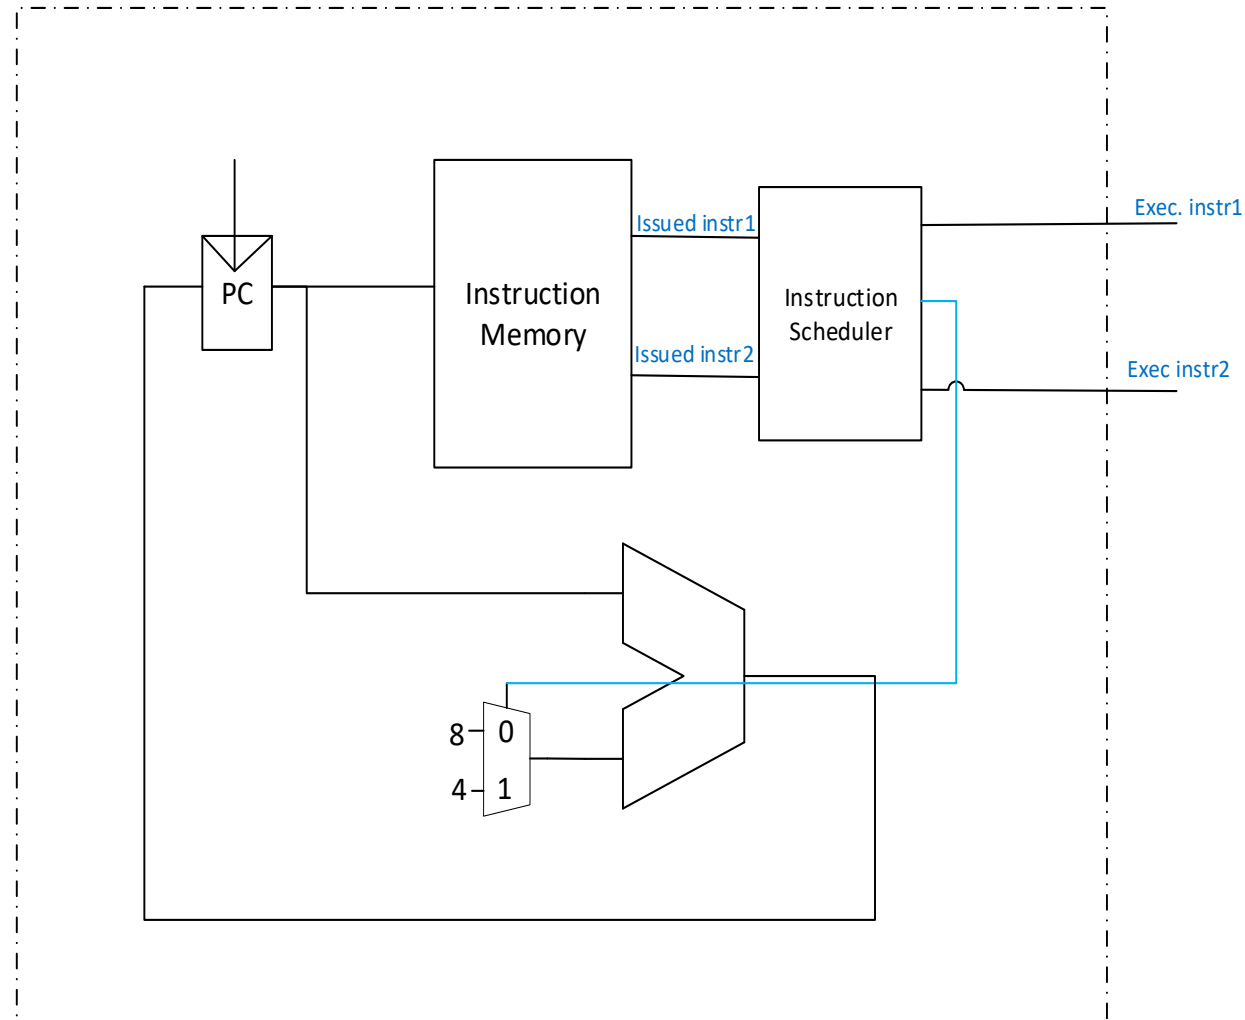 Exec. instr1
Issued instr1
PC
Instruction
Memory
Instruction
Scheduler
Issued instr2
Exec instr2
8
0
4
1